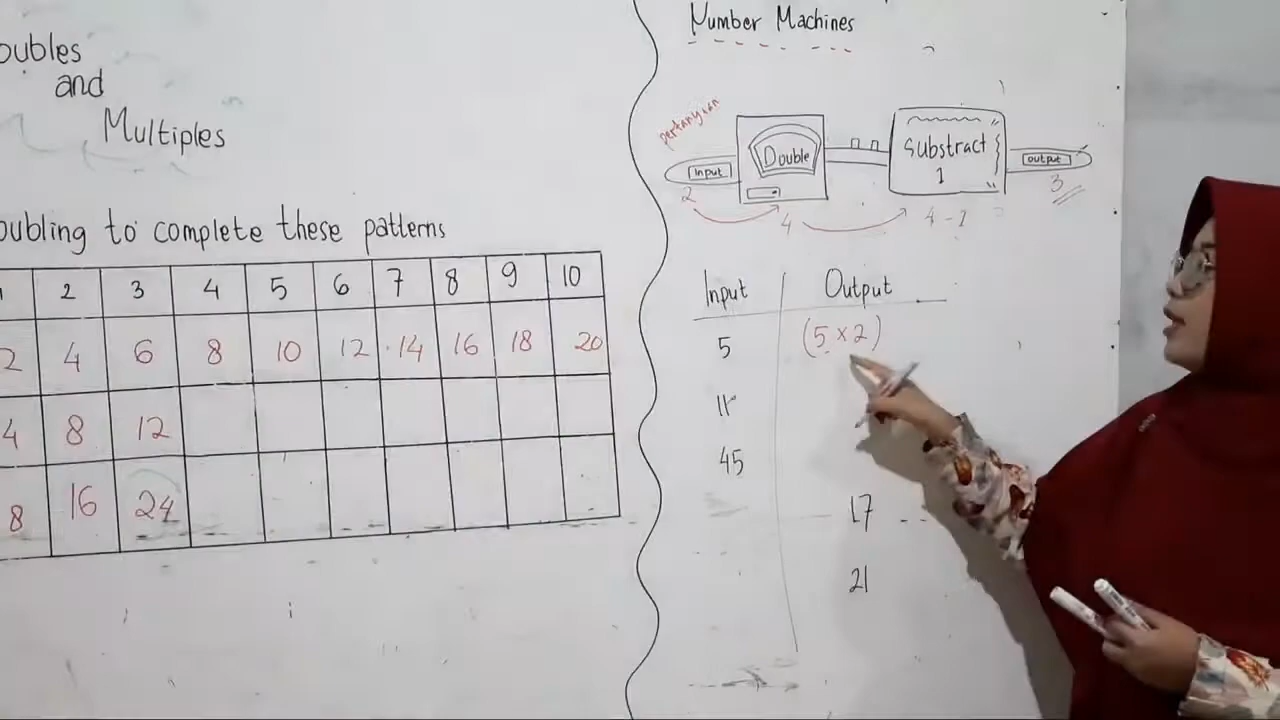 oubles
and
Multiples
oubling to complete these patterns
1 2 3 4 5 6 7 8 9 10
2 4 6 8 10 12 14 16 18 20
4 8 12
8 16 24
Number Machines
pertanyaan
Input Double Substract 1 output
2 4 4-1 3
Input Output
5 (5 x 2)
11
45
17
21